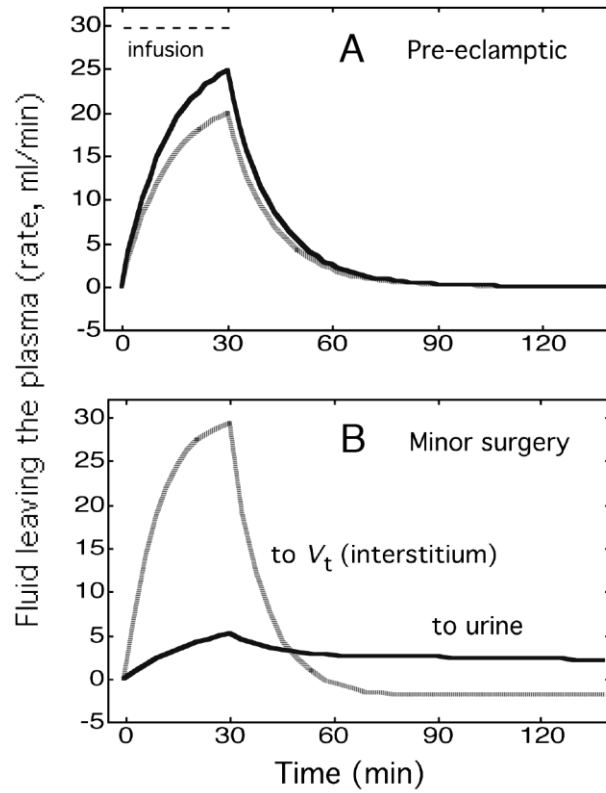 30
infusion
A Pre-eclamptic
25
20
15
10
5
0
-5
0 30 60 90 120
Fluid leaving the plasma (rate, ml/min)
30
B Minor surgery
25
20
to Vt (interstitium)
15
10
to urine
5
0
-5
0 30 60 90 120
Time (min)